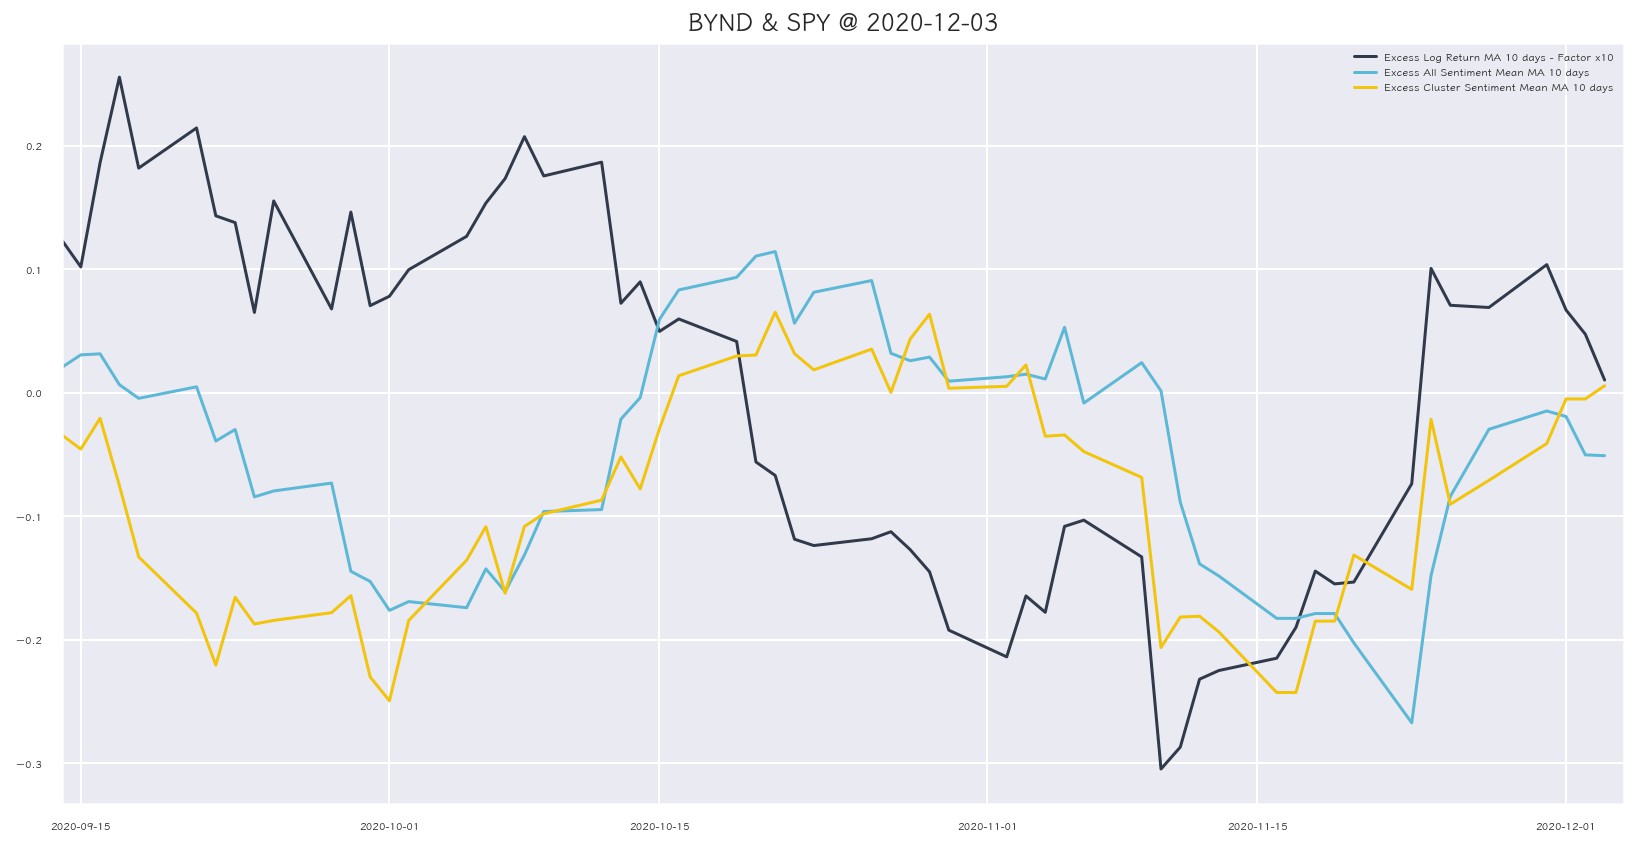 BYND & SPY @ 2020-12-03
Excess Log Return MA 10 days - Factor x10
Excess All Sentiment Mean MA 10 days
Excess Cluster Sentiment Mean MA 10 days
0.2
0.1
0.0
−0.1
−0.2
−0.3
2020-09-15 2020-10-01 2020-10-15 2020-11-01 2020-11-15 2020-12-01